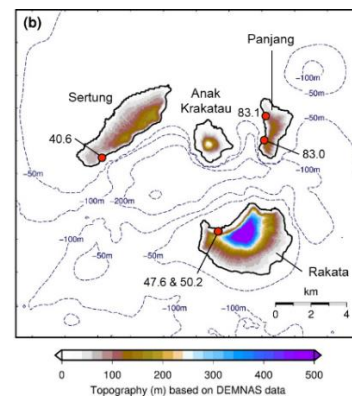 (b)
Panjang
-100m
-50m
Sertung
Anak
Krakatau
83.1
40.6
83.0
-50m
-100m
-100m
-200m
-100m
-50m
-100m
47.6 & 50.2
Rakata
km
0 2 4
-100m
-100m
0 100 200 300 400 500
Topography (m) based on DEMNAS data